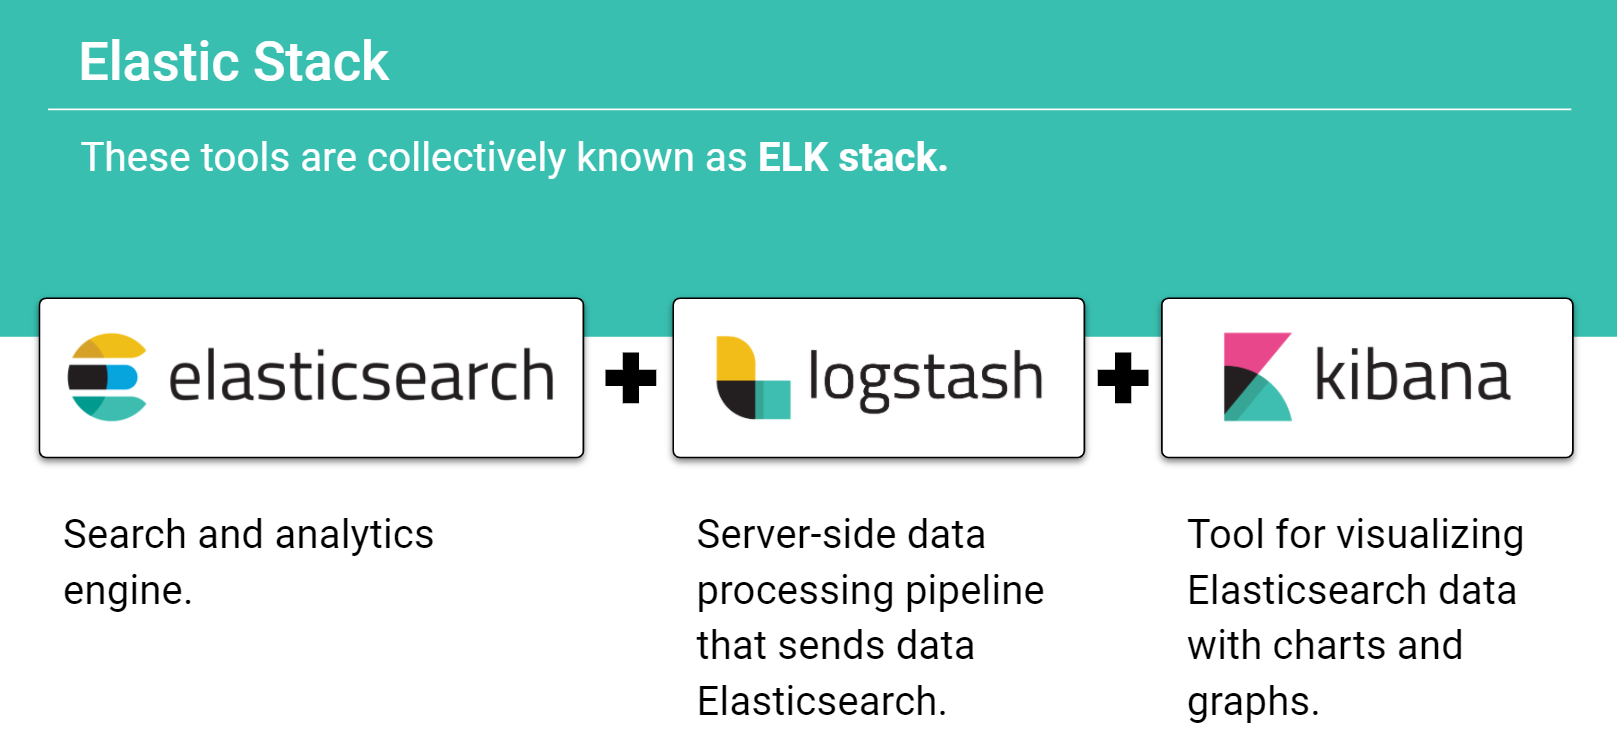 Elastic Stack
These tools are collectively known as ELK stack.
elasticsearch
logstash
kibana
Search and analytics
engine.
Server-side data
processing pipeline
that sends data
Elasticsearch.
Tool for visualizing
Elasticsearch data
with charts and
graphs.